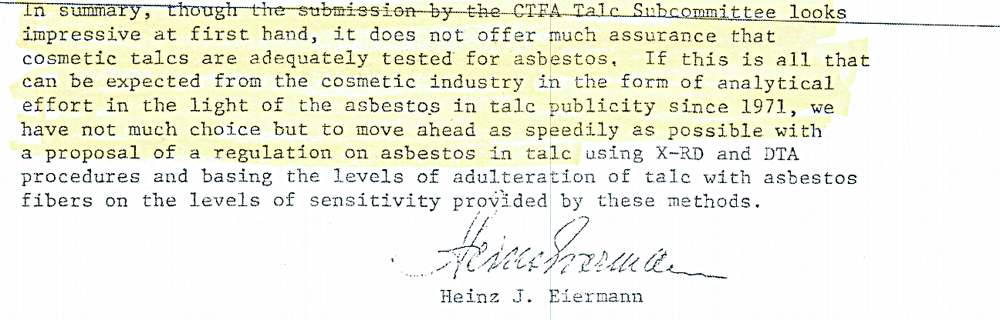 In summary, though the submission by the CTFA Talc Subcommittee looks
impressive at first hand, it does not offer much assurance that
cosmetic talcs are adequately tested for asbestos. If this is all that
can be expected from the cosmetic industry in the form of analytical
effort in the light of the asbestos in talc publicity since 1971, we
have not much choice but to move ahead as speedily as possible with
a proposal of a regulation on asbestos in talc using X-RD and DTA
procedures and basing the levels of adulteration of talc with asbestos
fibers on the levels of sensitivity provided by these methods.
Heinz J. Eiermann